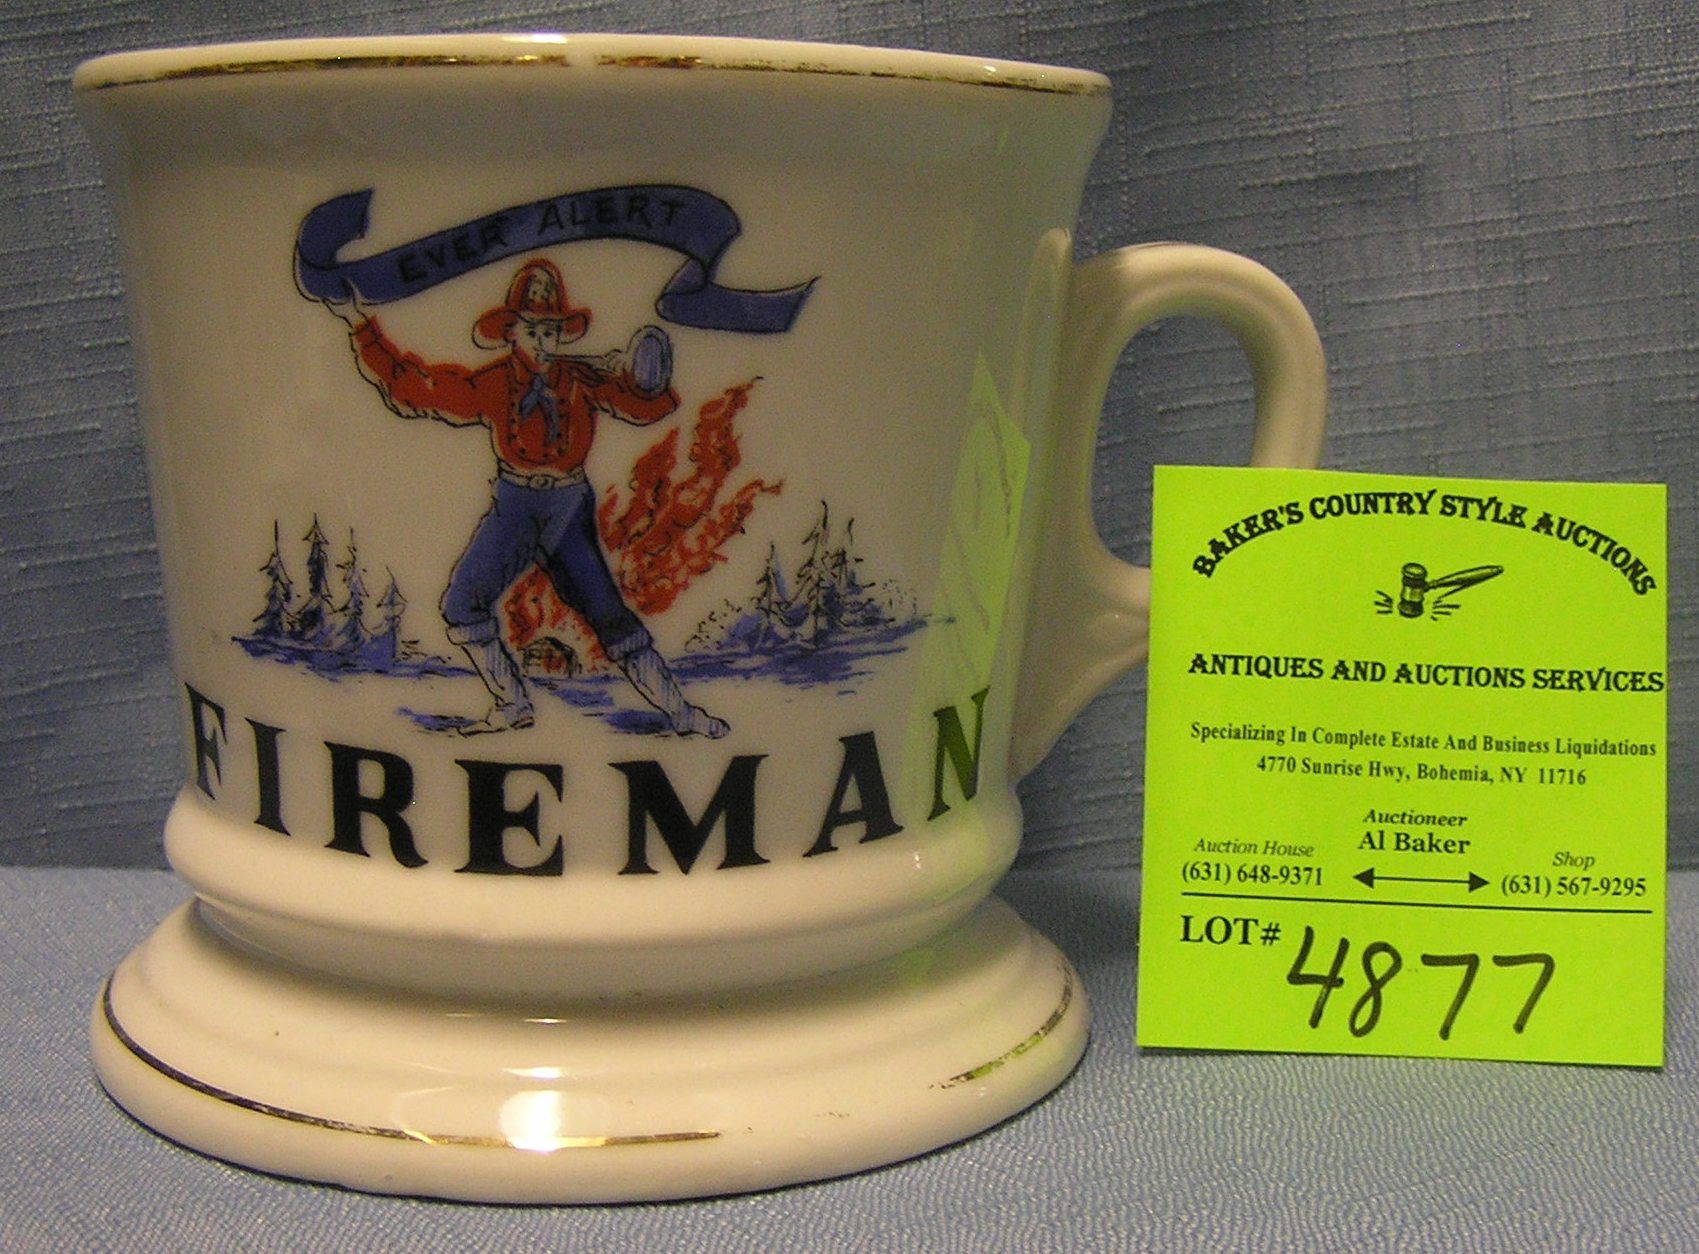 EVER ALERT
FIREMAN
BAKER'S COUNTRY STYLE AUCTIONS
ANTIQUES AND AUCTIONS SERVICES
Specializing In Complete Estate And Business Liquidations
4770 Sunrise Hwy, Bohemia, NY 11716
Auctioneer
Al Baker
Auction House
(631) 648-9371
Shop
(631) 567-9295
LOT# 4877